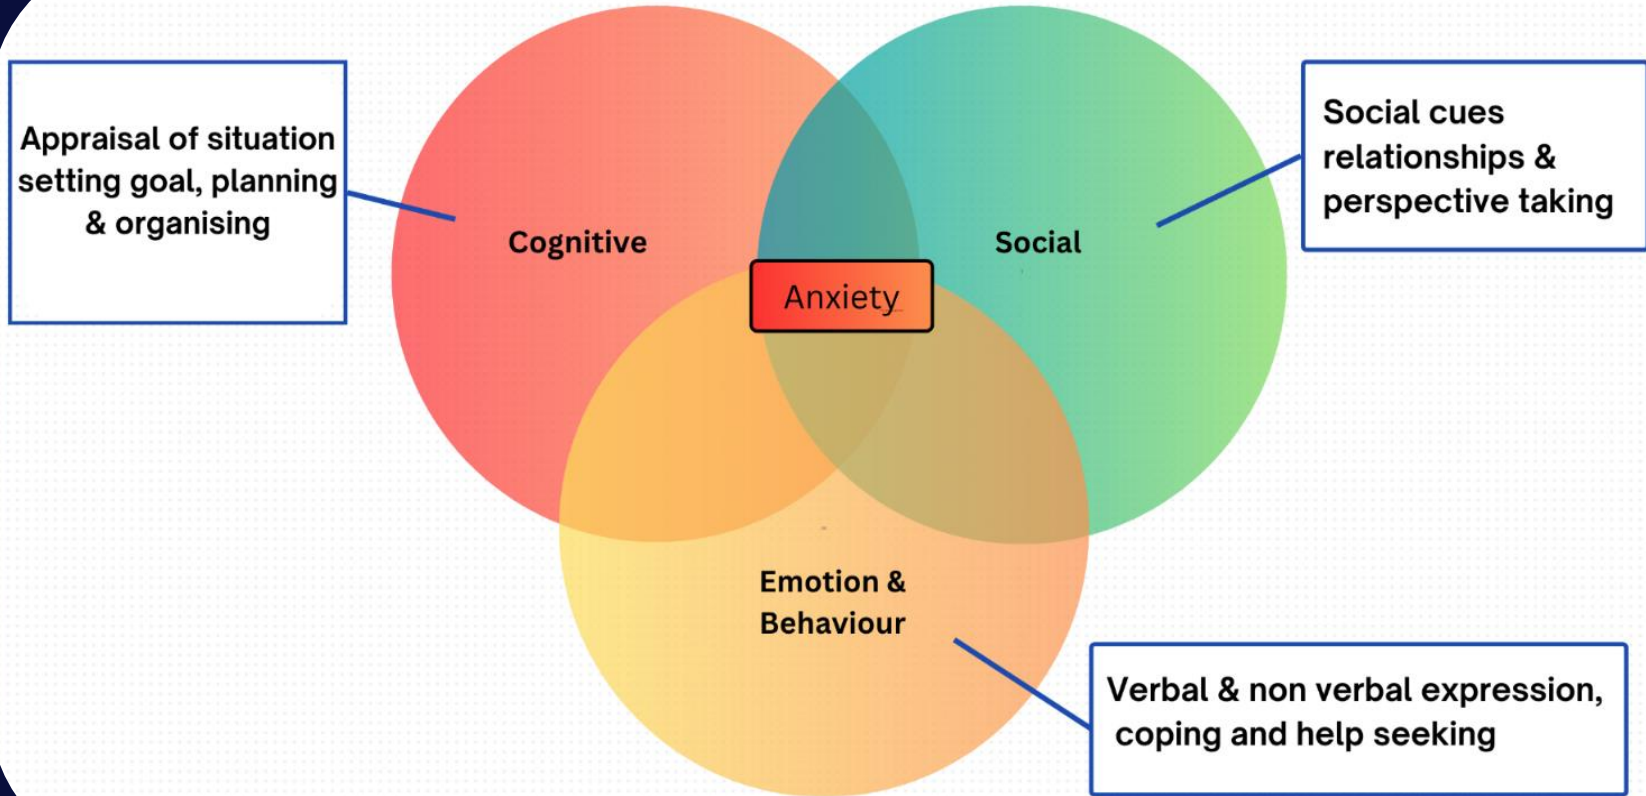 Appraisal of situation
setting goal, planning
& organising
Cognitive
Social
Social cues
relationships &
perspective taking
Anxiety
Emotion &
Behaviour
Verbal & non verbal expression,
coping and help seeking